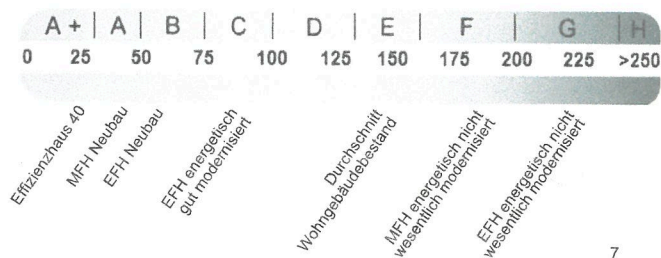 A + | A | B | C | D | E | F | G | H
0 25 50 75 100 125 150 175 200 225 >250
Effizienzhaus 40
MFH Neubau
EFH Neubau
EFH energetisch
gut modernisiert
Durchschnitt
Wohngebäudebestand
MFH energetisch nicht
wesentlich modernisiert
EFH energetisch nicht
wesentlich modernisiert
7